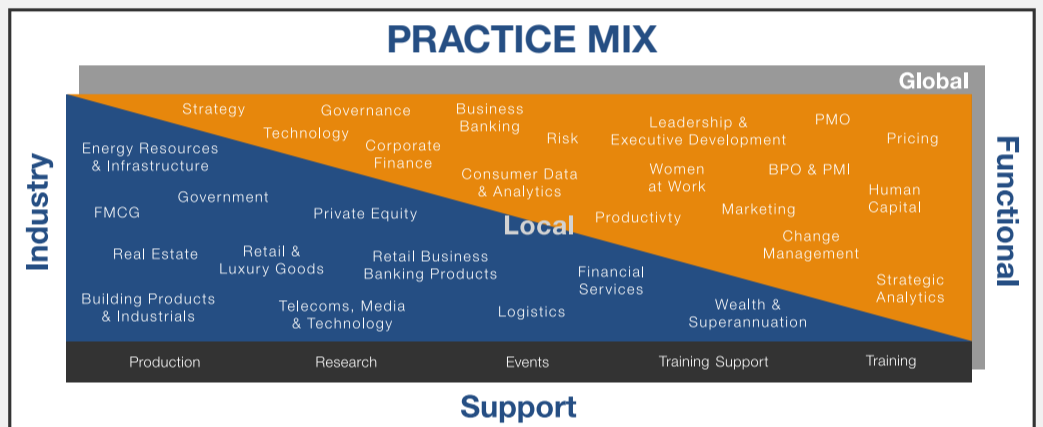 PRACTICE MIX
Global
Strategy
Governance
Business
Banking
Technology
Corporate
Finance
Risk
Leadership &
Executive Development
PMO
Pricing
Consumer Data
& Analytics
Women
at Work
BPO & PMI
Human
Capital
Productivty
Marketing
Change
Management
Strategic
Analytics
Functional
Local
Industry
Energy Resources
& Infrastructure
Government
FMCG
Private Equity
Real Estate
Retail &
Luxury Goods
Retail Business
Banking Products
Financial
Services
Building Products
& Industrials
Telecoms, Media
& Technology
Logistics
Wealth &
Superannuation
Production
Research
Events
Training Support
Training
Support